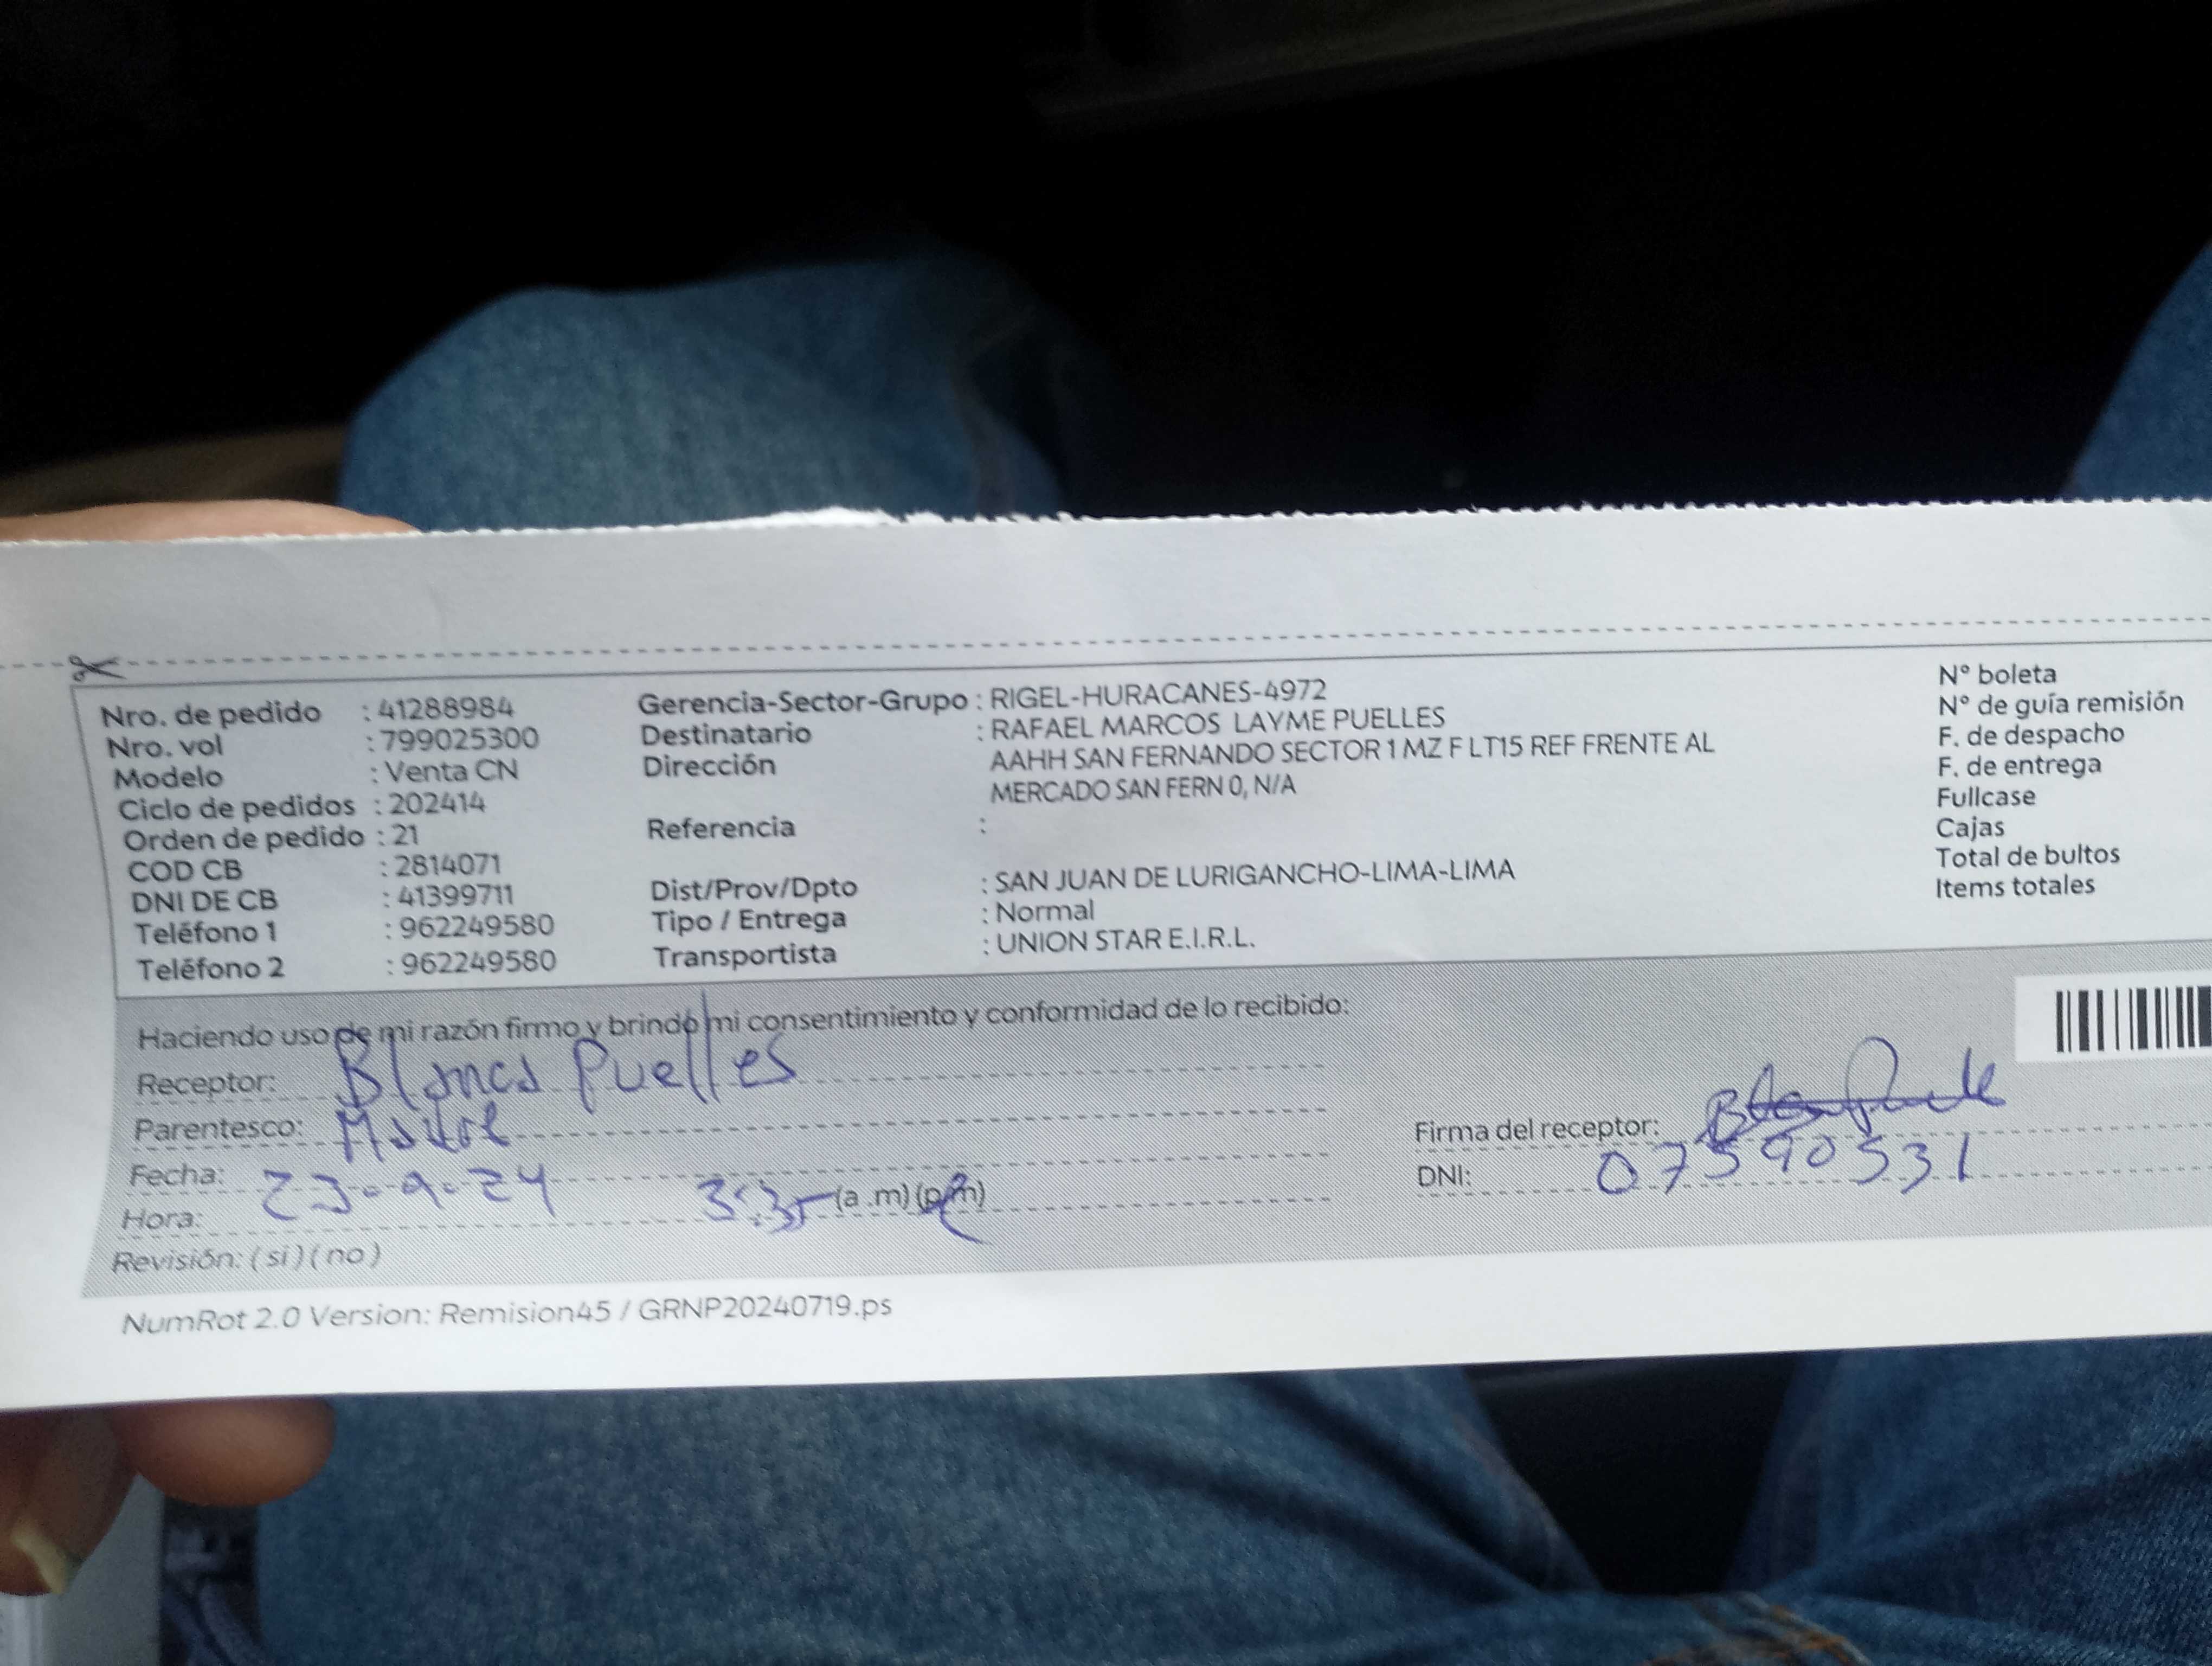 Nro. de pedido : 41288984
Nro. vol : 799025300
Modelo : Venta CN
Ciclo de pedidos : 202414
Orden de pedido : 21
COD CB : 2814071
DNI DE CB : 41399711
Teléfono 1 : 962249580
Teléfono 2 : 962249580
Gerencia-Sector-Grupo : RIGEL-HURACANES-4972
Destinatario : RAFAEL MARCOS LAYME PUELLES
Dirección AAHH SAN FERNANDO SECTOR 1 MZ F LT15 REF FRENTE AL
MERCADO SAN FERN 0, N/A
Referencia :
Dist/Prov/Dpto : SAN JUAN DE LURIGANCHO-LIMA-LIMA
Tipo / Entrega : Normal
Transportista : UNION STAR E.I.R.L.
N° boleta
N° de guía remisión
F. de despacho
F. de entrega
Fullcase
Cajas
Total de bultos
Items totales
Haciendo uso de mi razón firmo y brindo mi consentimiento y conformidad de lo recibido:
Receptor: Blanca Puelles
Parentesco: Madre
Fecha: 23-9-24
Hora: 3:35 (a.m) (p.m)
Revisión: ( si ) ( no )
Firma del receptor:
DNI: 07590531
NumRot 2.0 Version: Remision45 / GRNP20240719.ps